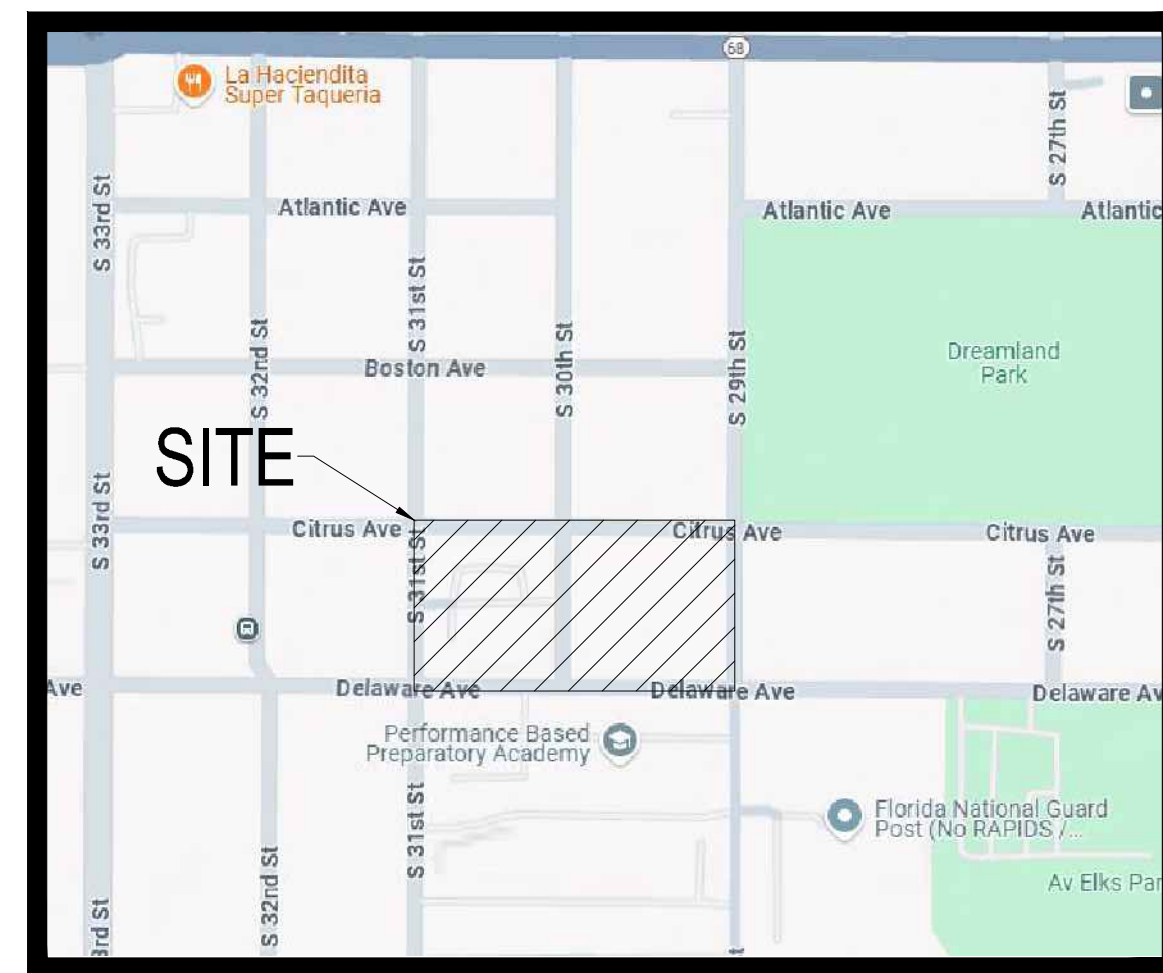 68
La Haciendita
Super Taqueria
S 27th St
S 33rd St
Atlantic Ave
Atlantic Ave
Atlantic
S 31st St
S 32nd St
S 30th St
S 29th St
Boston Ave
Dreamland
Park
SITE
S 33rd St
Citrus Ave
Citrus Ave
Citrus Ave
S 31st St
S 27th St
Ave
Delaware Ave
Delaware Ave
Delaware Av
Performance Based
Preparatory Academy
S 31st St
Florida National Guard
Post (No RAPIDS /...
S 32nd St
Av Elks Par
3rd St
t